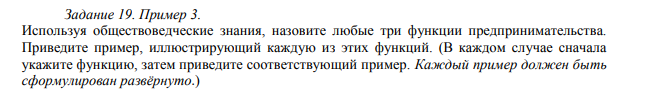 Задание 19. Пример 3.
Используя обществоведческие знания, назовите любые три функции предпринимательства.
Приведите пример, иллюстрирующий каждую из этих функций. (В каждом случае сначала
укажите функцию, затем приведите соответствующий пример. Каждый пример должен быть
сформулирован развёрнуто.)